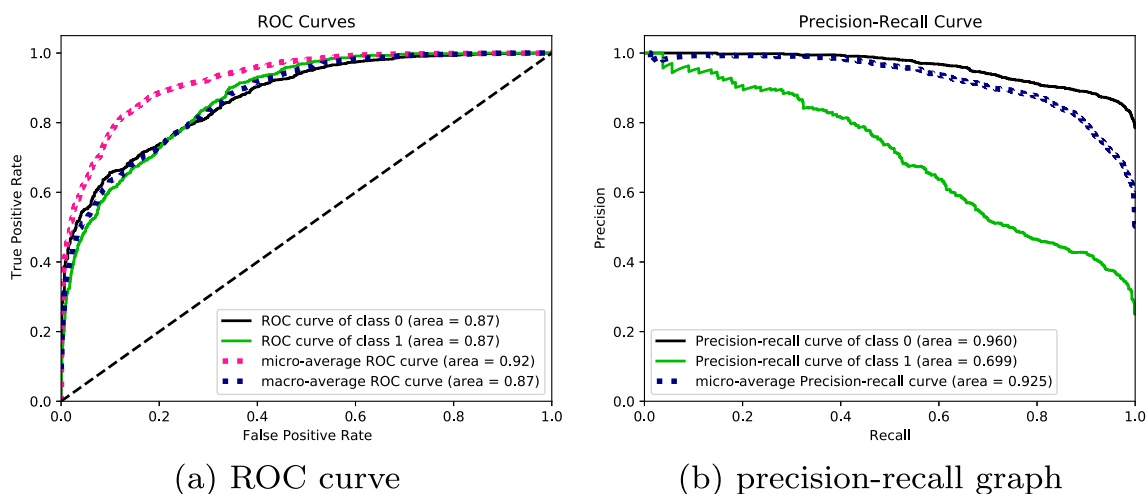 ROC Curves
1.0
0.8
0.6
0.4
0.2
0.0
True Positive Rate
0.0 0.2 0.4 0.6 0.8 1.0
False Positive Rate
ROC curve of class 0 (area = 0.87)
ROC curve of class 1 (area = 0.87)
micro-average ROC curve (area = 0.92)
macro-average ROC curve (area = 0.87)
(a) ROC curve
Precision-Recall Curve
1.0
0.8
0.6
0.4
0.2
0.0
Precision
0.0 0.2 0.4 0.6 0.8 1.0
Recall
Precision-recall curve of class 0 (area = 0.960)
Precision-recall curve of class 1 (area = 0.699)
micro-average Precision-recall curve (area = 0.925)
(b) precision-recall graph